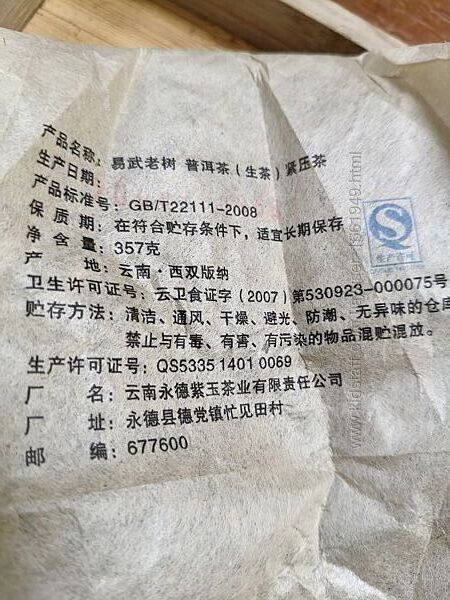 产品名称：易武老树 普洱茶（生茶）紧压茶
生产日期：
产品标准号：GB/T22111-2008
保 质 期：在符合贮存条件下，适宜长期保存
净 含 量：357克
产 地：云南·西双版纳
卫生许可证号：云卫食证字（2007）第530923-000075号
贮存方法：清洁、通风、干燥、避光、防潮、无异味的仓库
禁止与有毒、有害、有污染的物品混贮混放。
生产许可证号：QS5335 1401 0069
厂 名：云南永德紫玉茶业有限责任公司
厂 址：永德县德党镇忙见田村
邮 编：677600